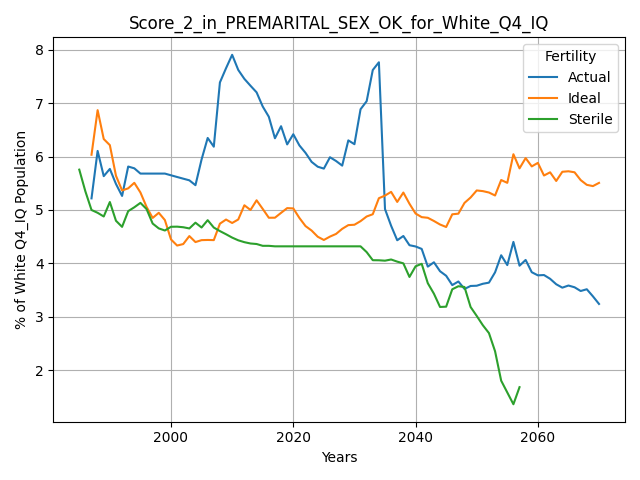 Score_2_in_PREMARITAL_SEX_OK_for_White_Q4_IQ
Fertility
Actual
Ideal
Sterile
% of White Q4_IQ Population
8
7
6
5
4
3
2
2000
2020
2040
2060
Years